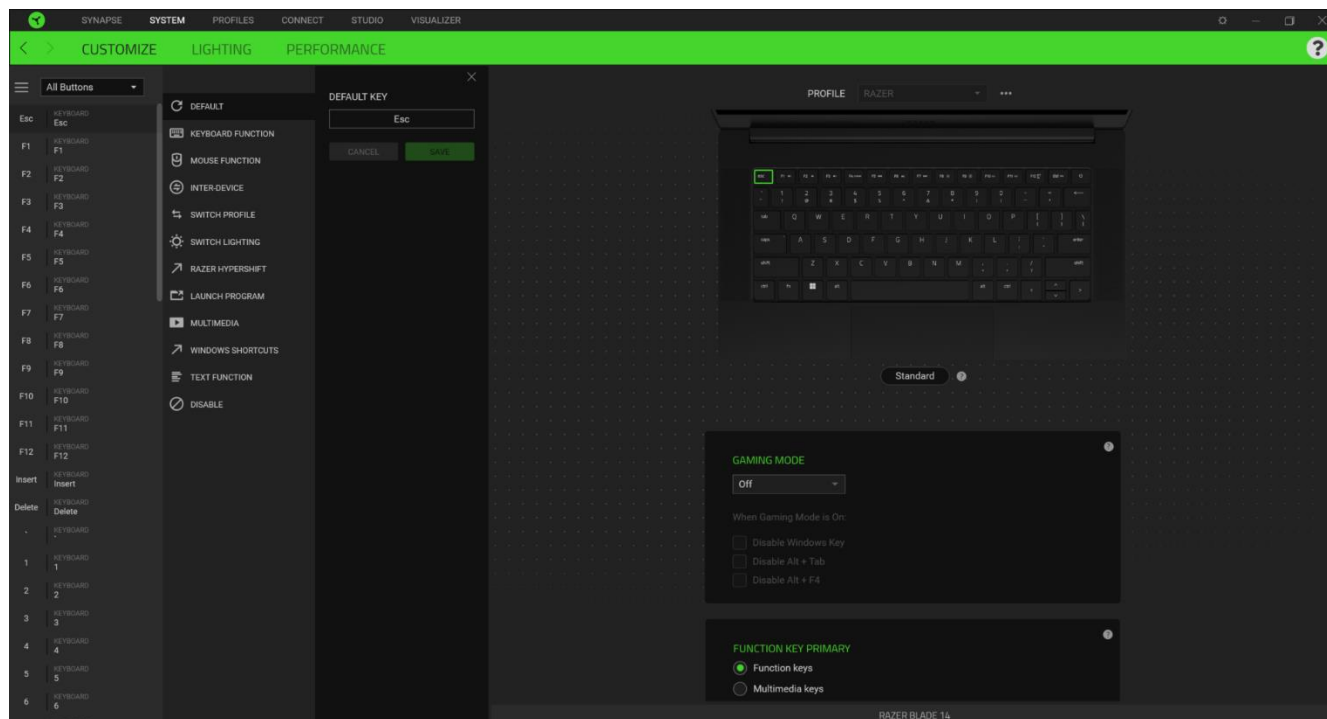 SYNAPSE SYSTEM PROFILES CONNECT STUDIO VISUALIZER
CUSTOMIZE LIGHTING PERFORMANCE
?
All Buttons
Esc KEYBOARD Esc
F1 KEYBOARD F1
F2 KEYBOARD F2
F3 KEYBOARD F3
F4 KEYBOARD F4
F5 KEYBOARD F5
F6 KEYBOARD F6
F7 KEYBOARD F7
F8 KEYBOARD F8
F9 KEYBOARD F9
F10 KEYBOARD F10
F11 KEYBOARD F11
F12 KEYBOARD F12
Insert KEYBOARD Insert
Delete KEYBOARD Delete
` KEYBOARD `
1 KEYBOARD 1
2 KEYBOARD 2
3 KEYBOARD 3
4 KEYBOARD 4
5 KEYBOARD 5
6 KEYBOARD 6
DEFAULT
KEYBOARD FUNCTION
MOUSE FUNCTION
INTER-DEVICE
SWITCH PROFILE
SWITCH LIGHTING
RAZER HYPERSHIFT
LAUNCH PROGRAM
MULTIMEDIA
WINDOWS SHORTCUTS
TEXT FUNCTION
DISABLE
DEFAULT KEY
Esc
CANCEL SAVE
PROFILE RAZER
Q W E R T Y U I O P
A S D F G H J K L
Z X C V B N M
Standard ?
GAMING MODE
Off
When Gaming Mode is On:
Disable Windows Key
Disable Alt + Tab
Disable Alt + F4
FUNCTION KEY PRIMARY
Function keys
Multimedia keys
RAZER BLADE 14